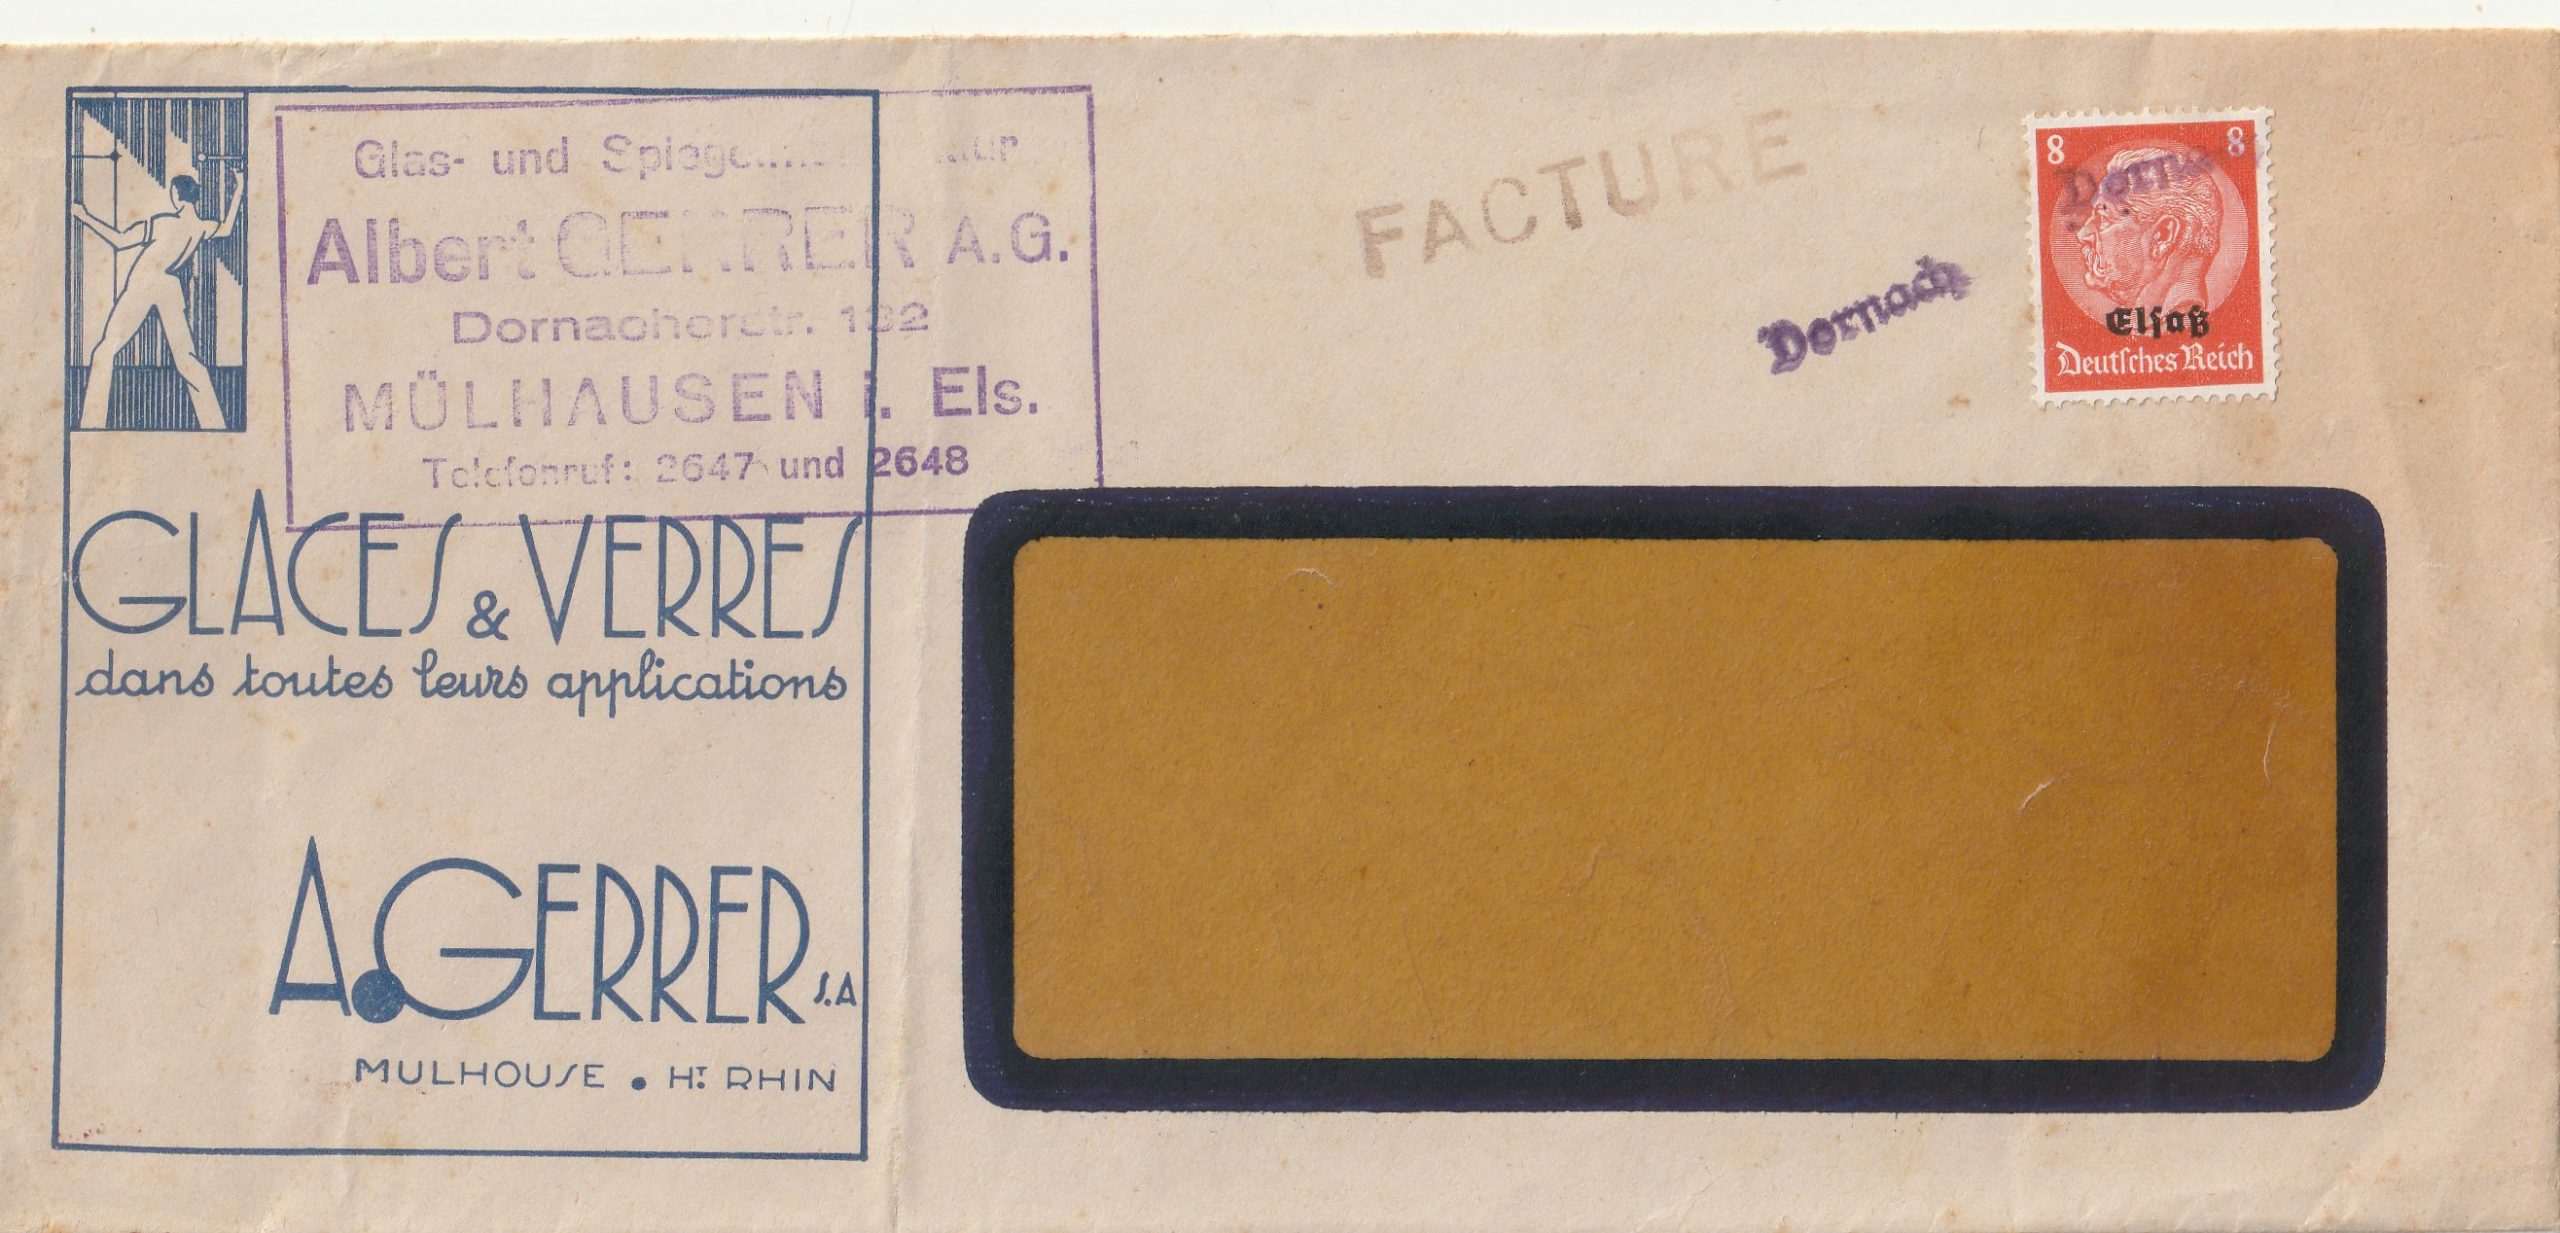 Glas- und
Albert GERRER A.G.
Dornacherstr. 132
MÜLHAUSEN i. Els.
Telefonruf: 2647 und 2648
GLACES & VERRES
dans toutes leurs applications
A. GERRER S.A
MULHOUSE • HT. RHIN
FACTURE
Dornach
8 8
Elsaß
Deutsches Reich